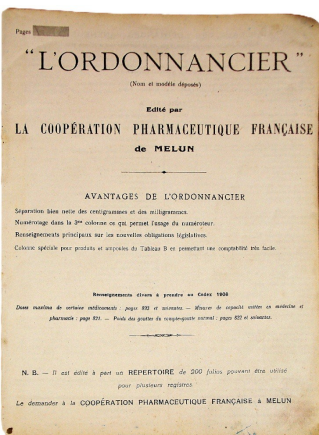 Pages
"L'ORDONNANCIER"
(Nom et modèle déposés)
Edité par
LA COOPÉRATION PHARMACEUTIQUE FRANÇAISE
de MELUN
AVANTAGES DE L'ORDONNANCIER
Séparation bien nette des centigrammes et des milligrammes.
Numérotage dans la 3me colonne ce qui permet l'usage du numéroteur.
Renseignements principaux sur les nouvelles obligations législatives.
Colonne spéciale pour produits et ampoules du Tableau B en permettant une comptabilité très facile.
Renseignements divers à prendre au Codex 1908
Doses maxima de certains médicaments : pages 802 et suivantes — Mesures de capacité usitées en médecine et
pharmacie : page 821. — Poids des gouttes du compte-goutte normal : pages 822 et suivantes.
N. B. — Il est édité à part un RÉPERTOIRE de 200 folios pouvant être utilisé
pour plusieurs registres.
Le demander à la COOPÉRATION PHARMACEUTIQUE FRANÇAISE à MELUN